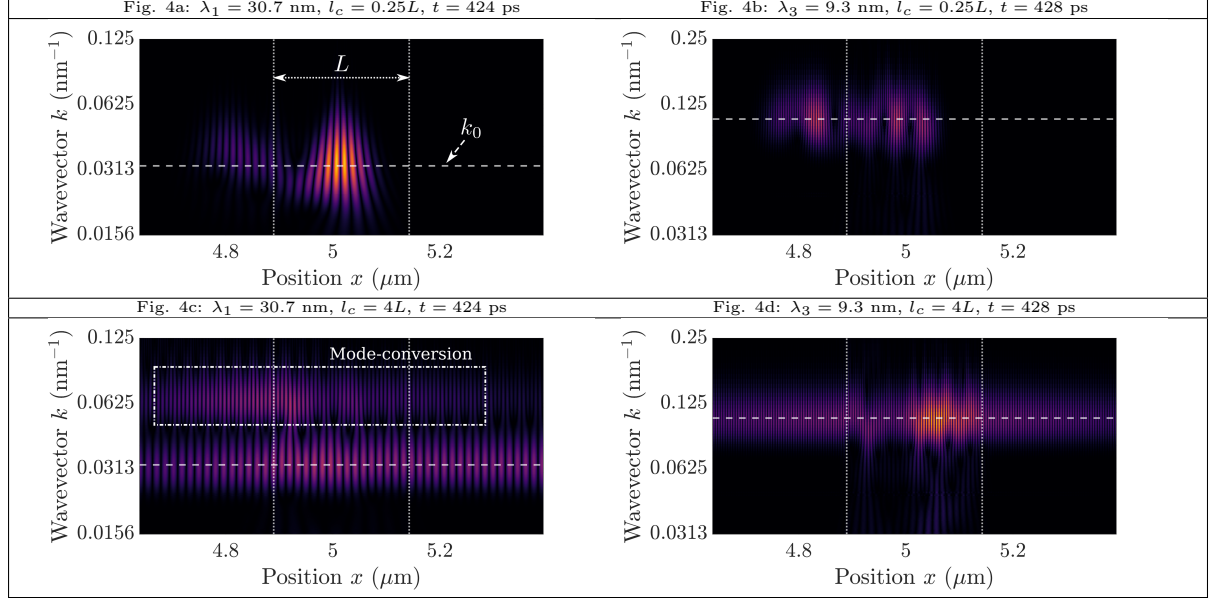 Fig. 4a: λ₁ = 30.7 nm, l_c = 0.25L, t = 424 ps
Wavevector k (nm⁻¹)
0.125
0.0625
0.0313
0.0156
L
k₀
4.8 5 5.2
Position x (μm)
Fig. 4b: λ₃ = 9.3 nm, l_c = 0.25L, t = 428 ps
Wavevector k (nm⁻¹)
0.25
0.125
0.0625
0.0313
4.8 5 5.2
Position x (μm)
Fig. 4c: λ₁ = 30.7 nm, l_c = 4L, t = 424 ps
Wavevector k (nm⁻¹)
0.125
0.0625
0.0313
0.0156
Mode-conversion
4.8 5 5.2
Position x (μm)
Fig. 4d: λ₃ = 9.3 nm, l_c = 4L, t = 428 ps
Wavevector k (nm⁻¹)
0.25
0.125
0.0625
0.0313
4.8 5 5.2
Position x (μm)